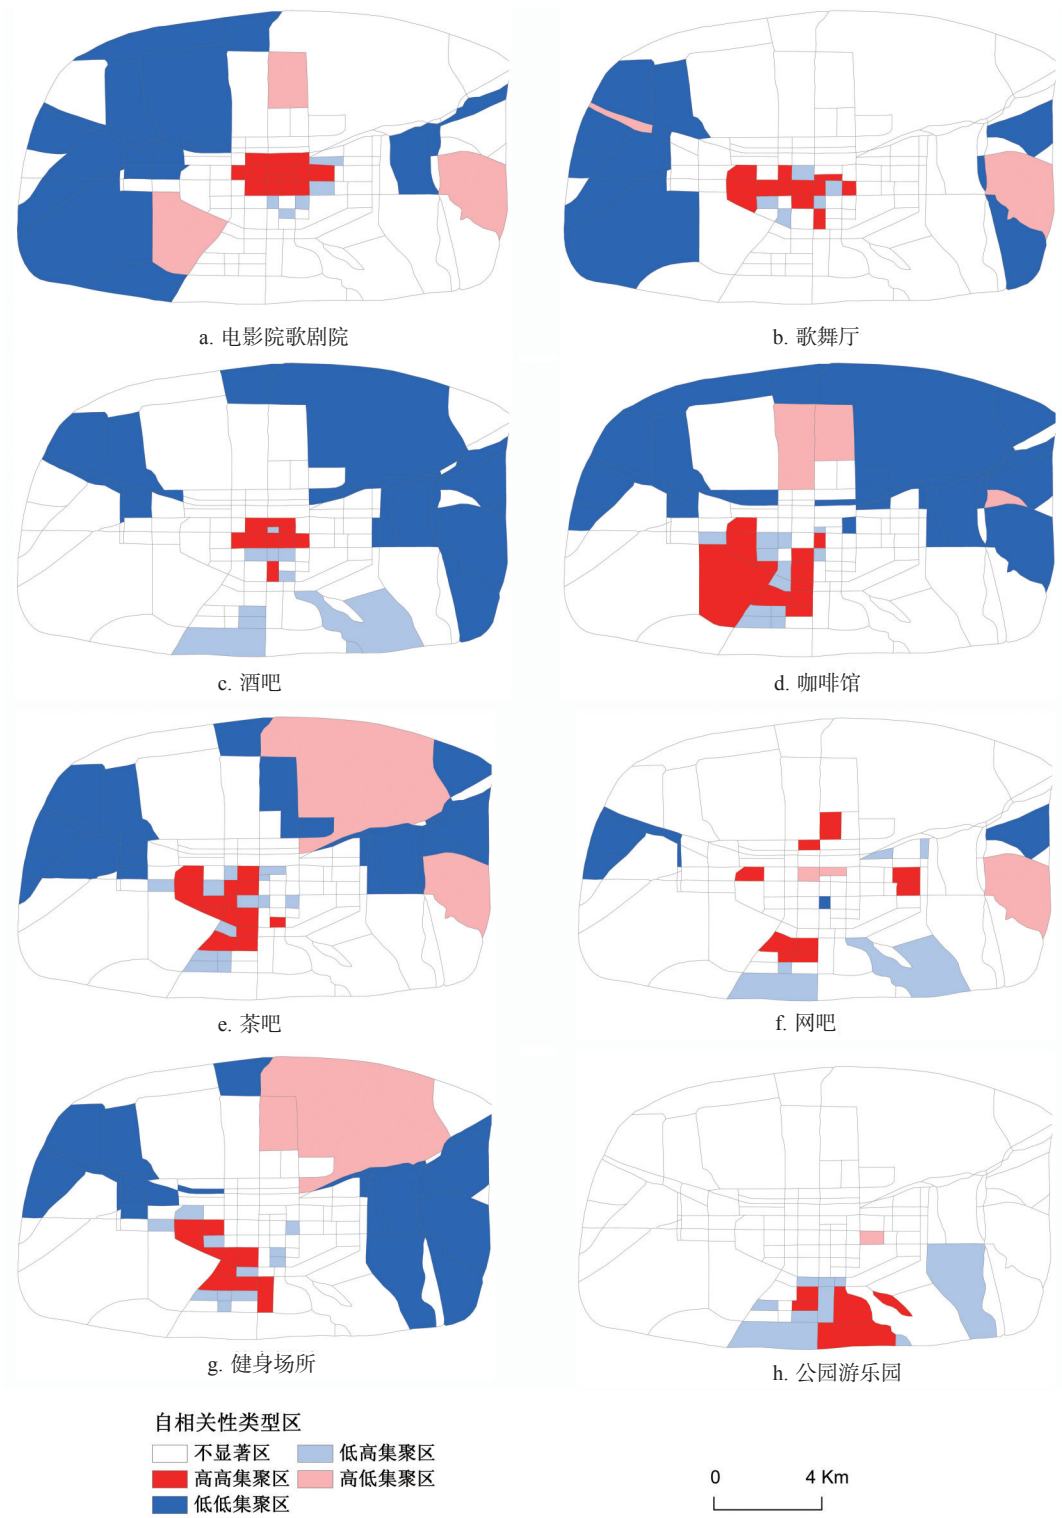 a. 电影院歌剧院
b. 歌舞厅
c. 酒吧
d. 咖啡馆
e. 茶吧
f. 网吧
g. 健身场所
h. 公园游乐园
自相关性类型区
不显著区
低高集聚区
高高集聚区
高低集聚区
低低集聚区
0 4 Km